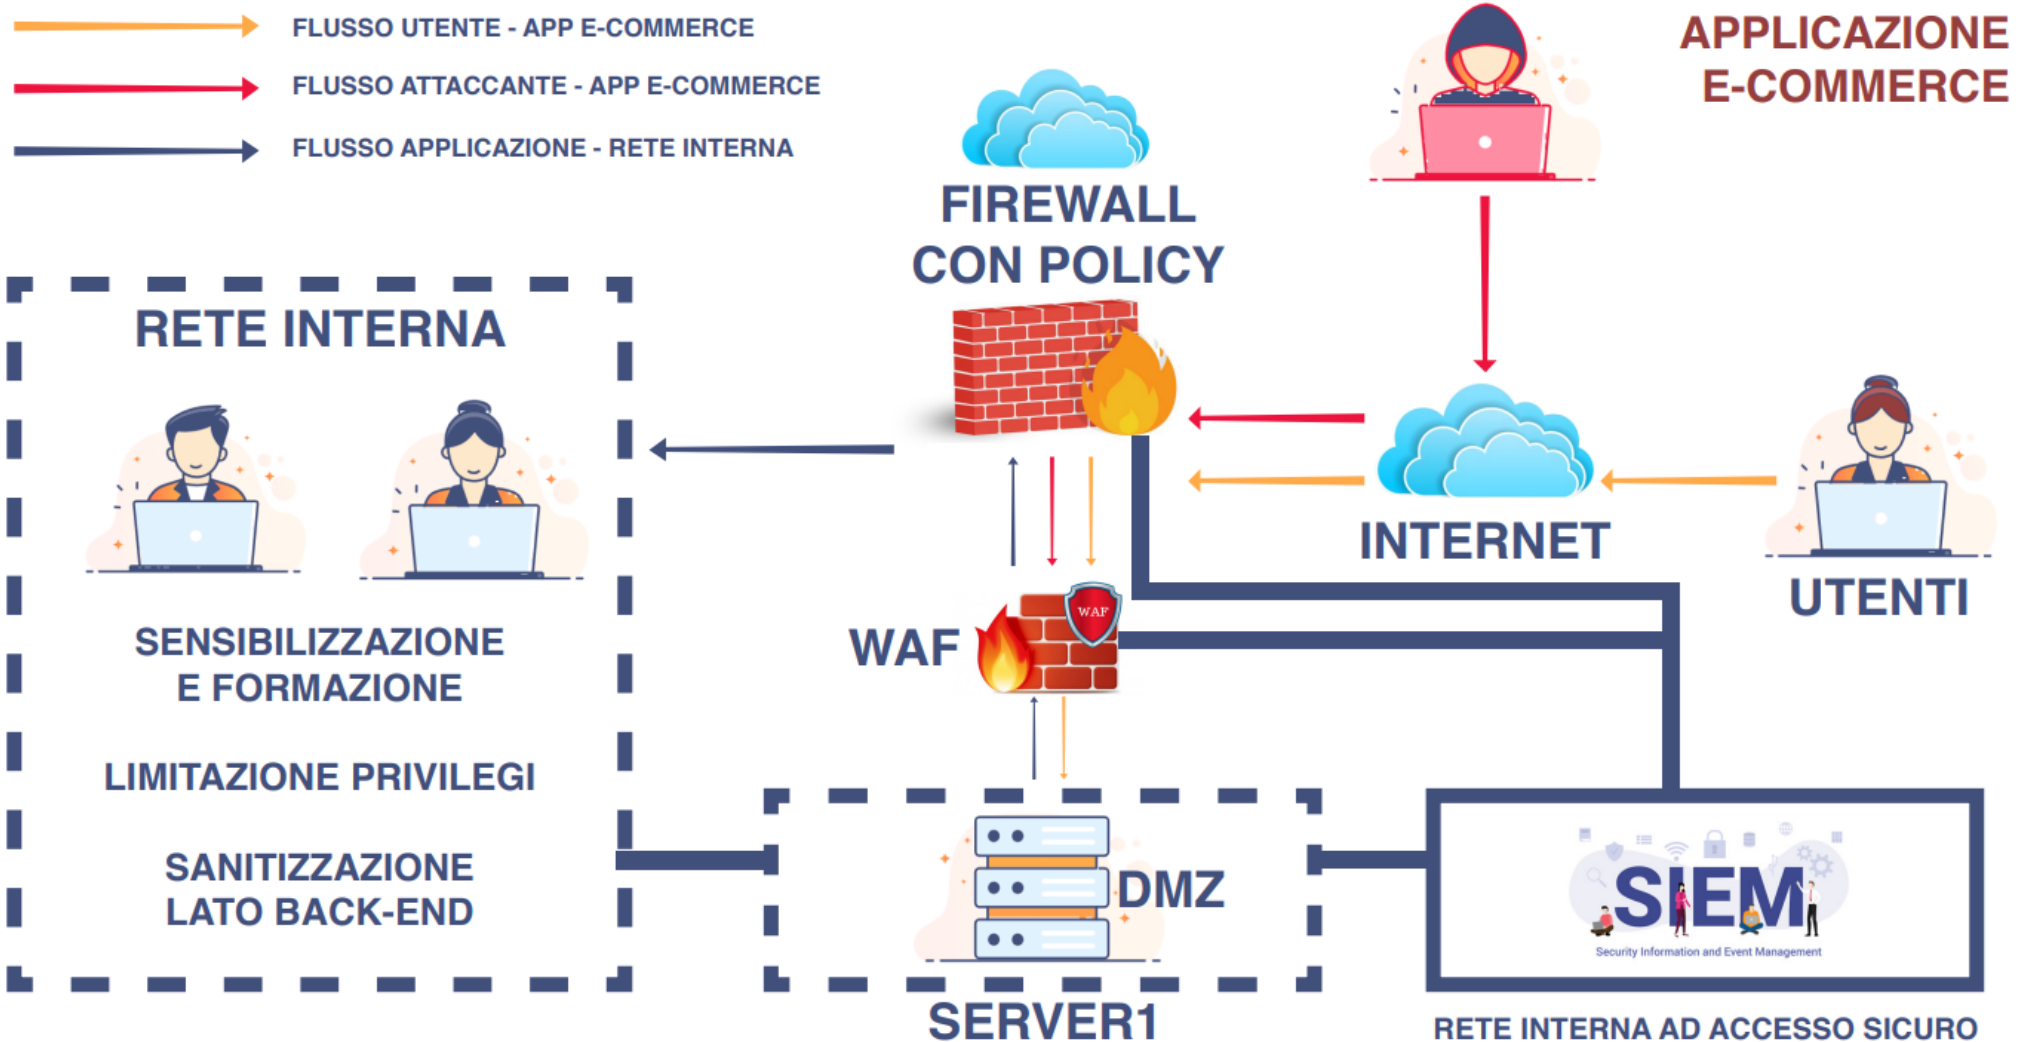 FLUSSO UTENTE - APP E-COMMERCE
FLUSSO ATTACCANTE - APP E-COMMERCE
FLUSSO APPLICAZIONE - RETE INTERNA
APPLICAZIONE
E-COMMERCE
FIREWALL
CON POLICY
RETE INTERNA
INTERNET
UTENTI
WAF
WAF
SENSIBILIZZAZIONE
E FORMAZIONE
LIMITAZIONE PRIVILEGI
SANITIZZAZIONE
LATO BACK-END
DMZ
SERVER1
SIEM
Security Information and Event Management
RETE INTERNA AD ACCESSO SICURO